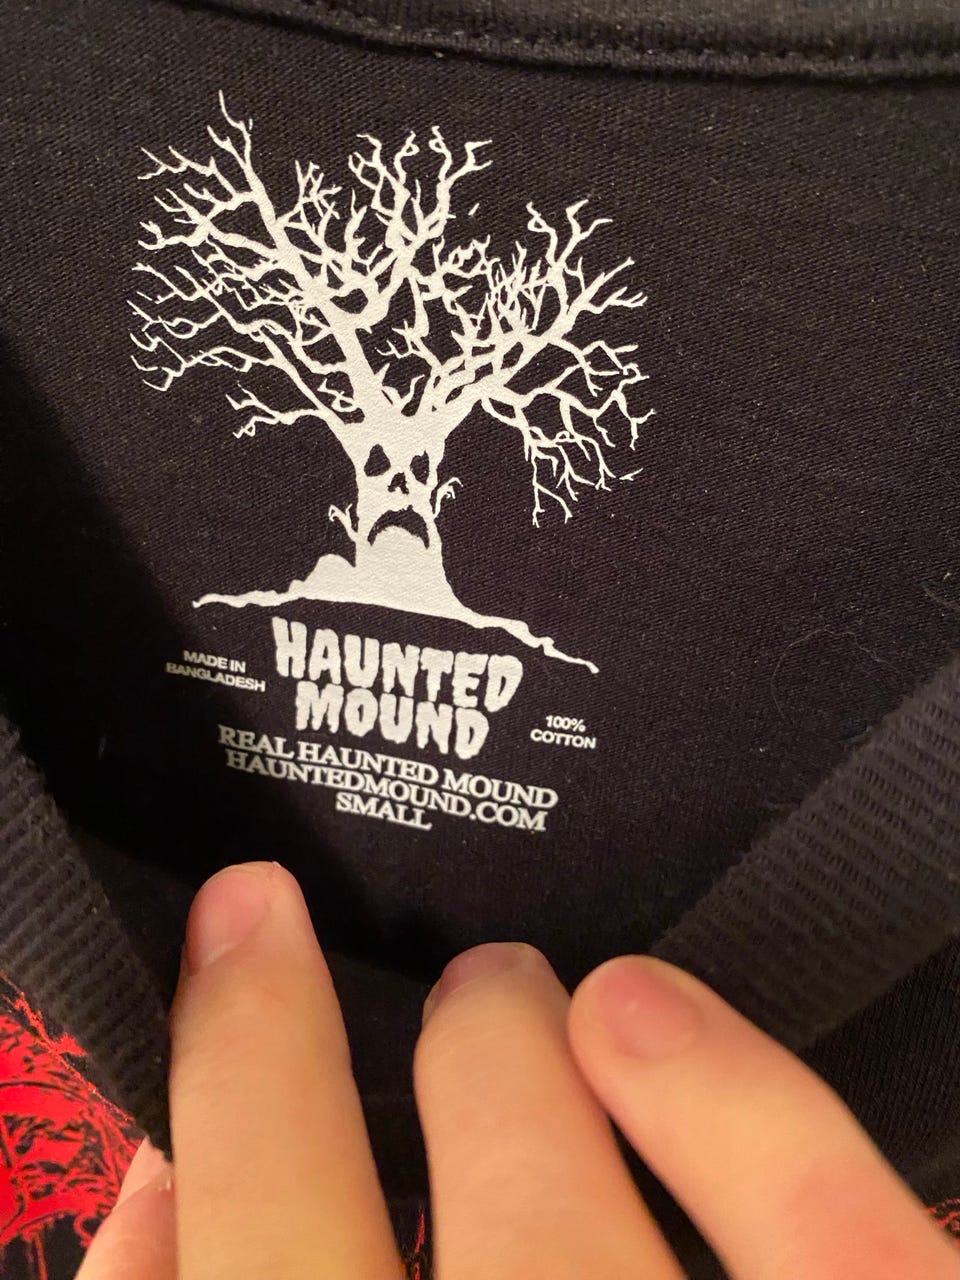 MADE IN
BANGLADESH
HAUNTED
MOUND
100%
COTTON
REAL HAUNTED MOUND
HAUNTEDMOUND.COM
SMALL